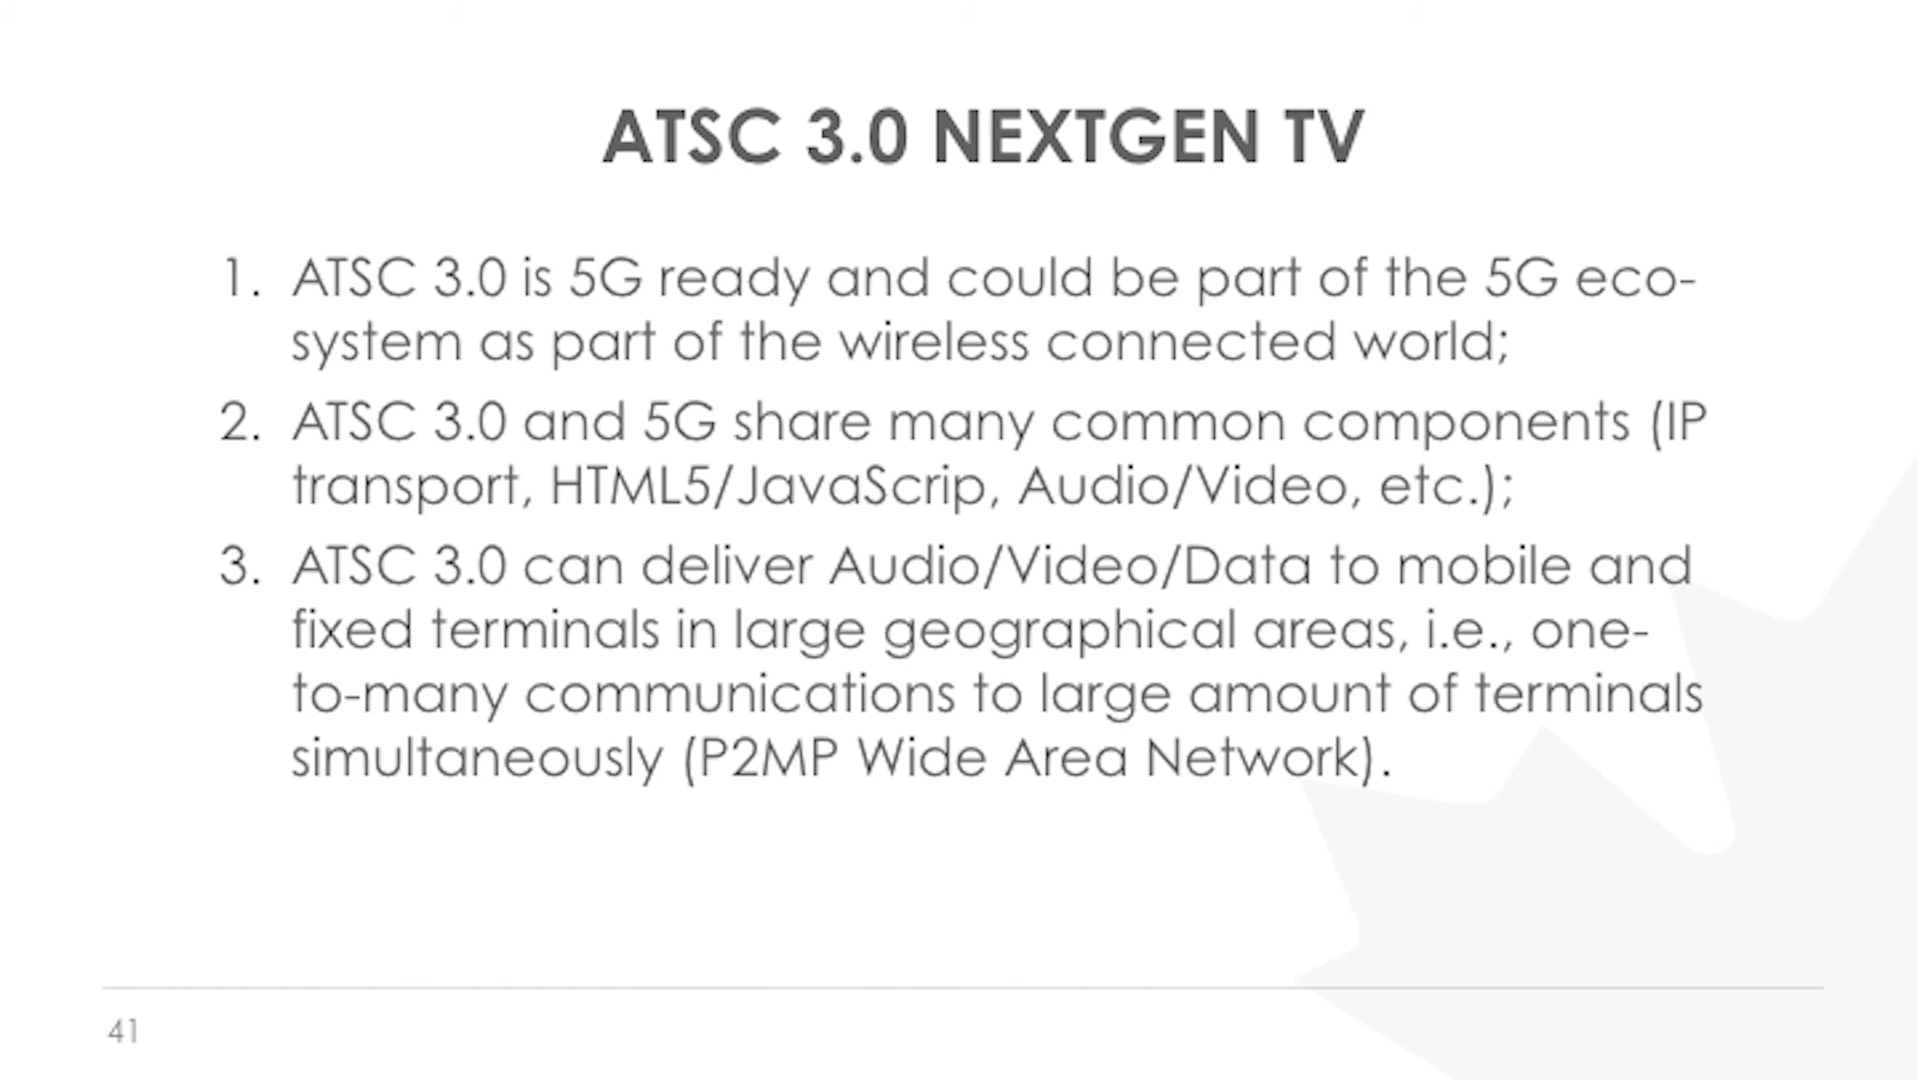 ATSC 3.0 NEXTGEN TV
1. ATSC 3.0 is 5G ready and could be part of the 5G eco-
system as part of the wireless connected world;
2. ATSC 3.0 and 5G share many common components (IP
transport, HTML5/JavaScrip, Audio/Video, etc.);
3. ATSC 3.0 can deliver Audio/Video/Data to mobile and
fixed terminals in large geographical areas, i.e., one-
to-many communications to large amount of terminals
simultaneously (P2MP Wide Area Network).
41